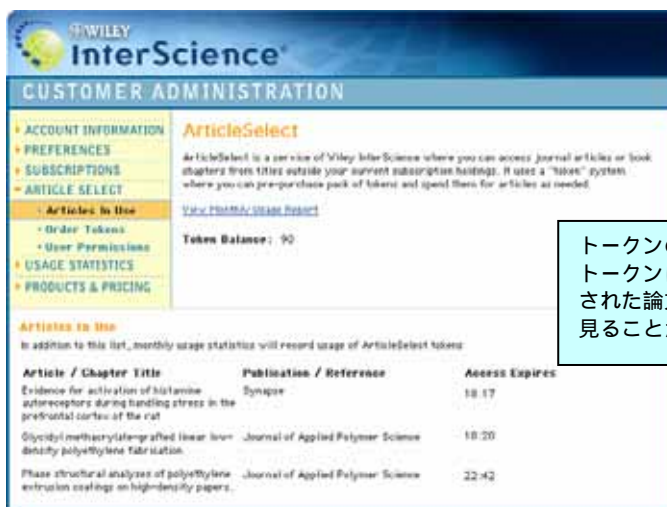 WILEY
InterScience®
CUSTOMER ADMINISTRATION
ACCOUNT INFORMATION
PREFERENCES
SUBSCRIPTIONS
ARTICLE SELECT
Articles In Use
Order Tokens
User Permissions
USAGE STATISTICS
PRODUCTS & PRICING
ArticleSelect
ArticleSelect is a service of Wiley InterScience where you can access journal articles or book
chapters from titles outside your current subscription holdings. It uses a "token" system
where you can pre-purchase pack of tokens and spend them for articles as needed.
View Monthly Usage Report
Token Balance: 90
トークンの
トークン
された論文
見ること
Articles In Use
In addition to this list, monthly usage statistics will record usage of ArticleSelect tokens
Article / Chapter Title Publication / Reference Access Expires
Evidence for activation of histamine Synapse 18:17
autoreceptors during handling stress in the
prefrontal cortex of the rat
Glycidyl methacrylate-grafted linear low- Journal of Applied Polymer Science 18:20
density polyethylene fabrication
Phase structural analyses of polyethylene Journal of Applied Polymer Science 22:42
extrusion coatings on high-density papers.